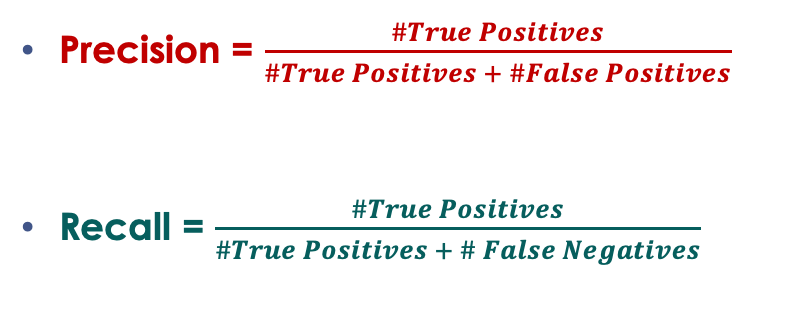 #True Positives
• Precision =
#True Positives + #False Positives
#True Positives
• Recall =
#True Positives + # False Negatives